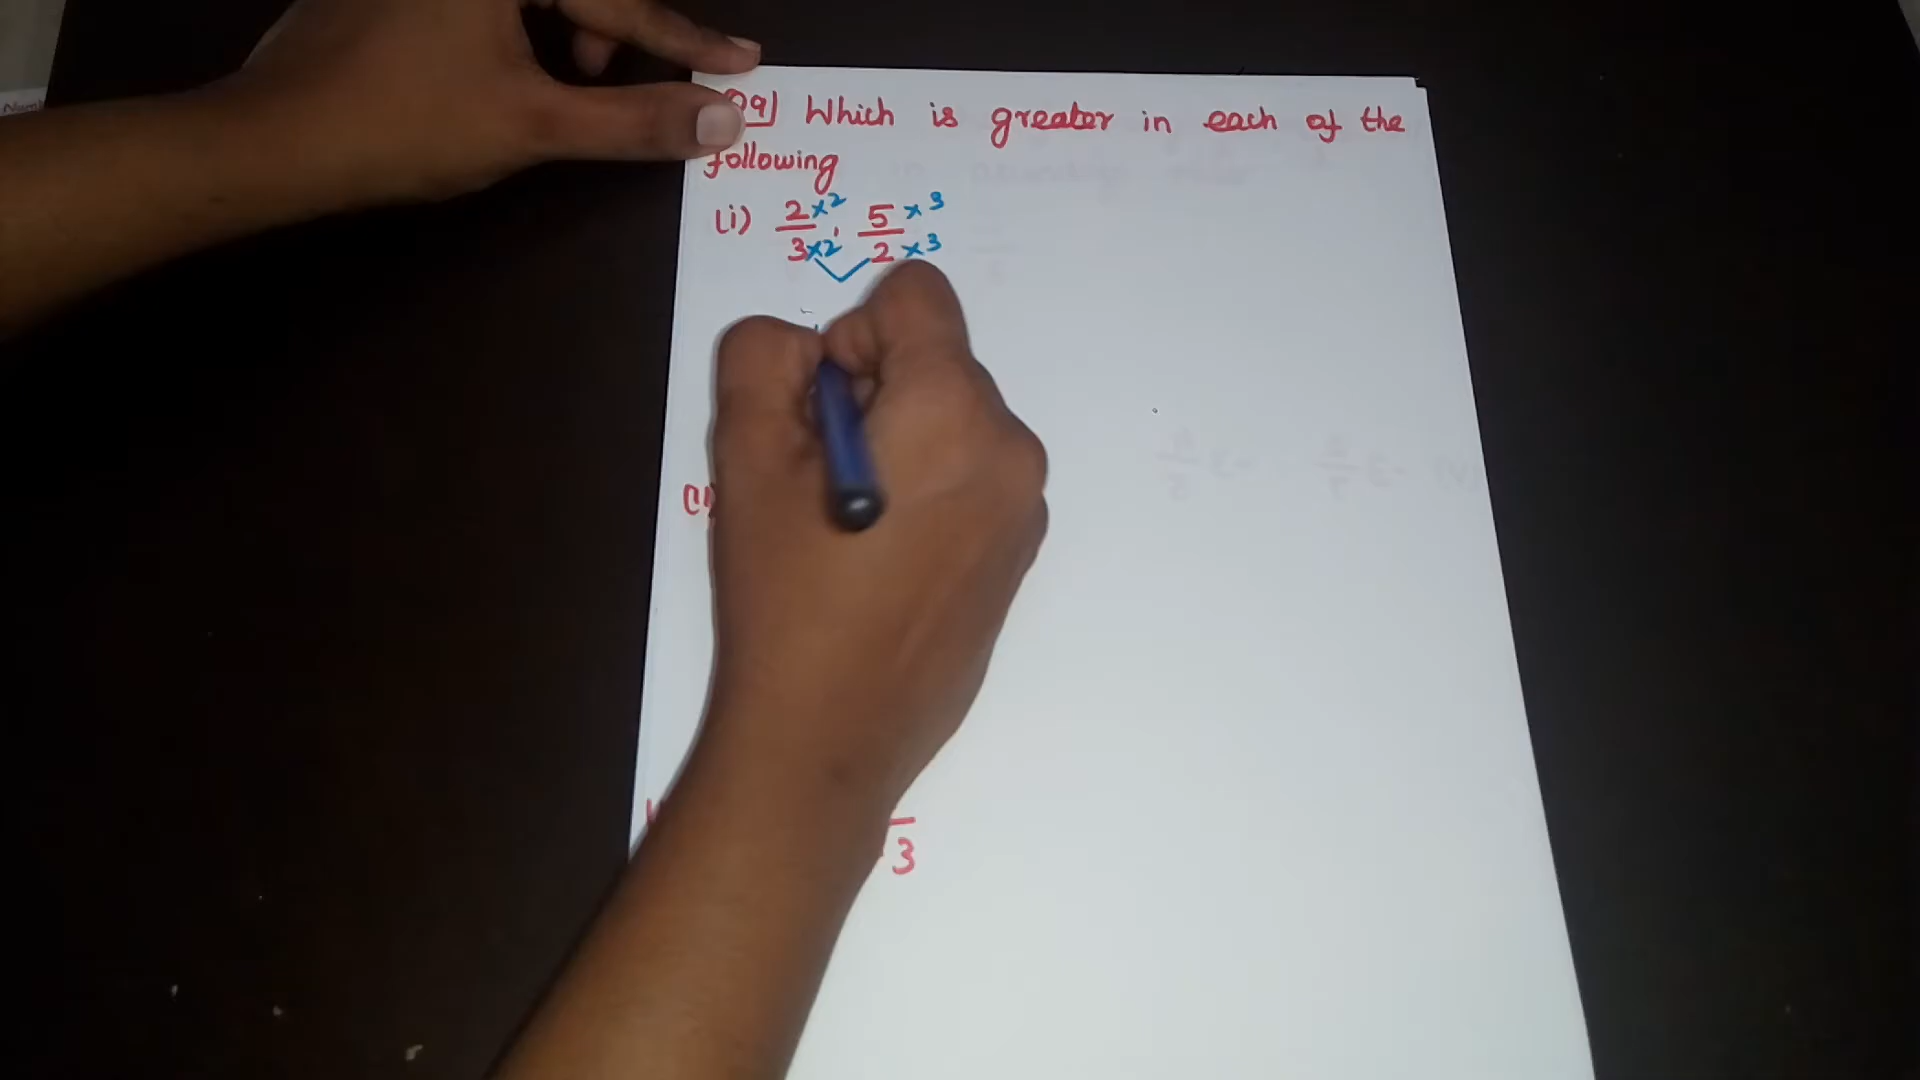 Q9] Which is greater in each of the
following
(i) 2×2/3×2 , 5×3/2×3
3